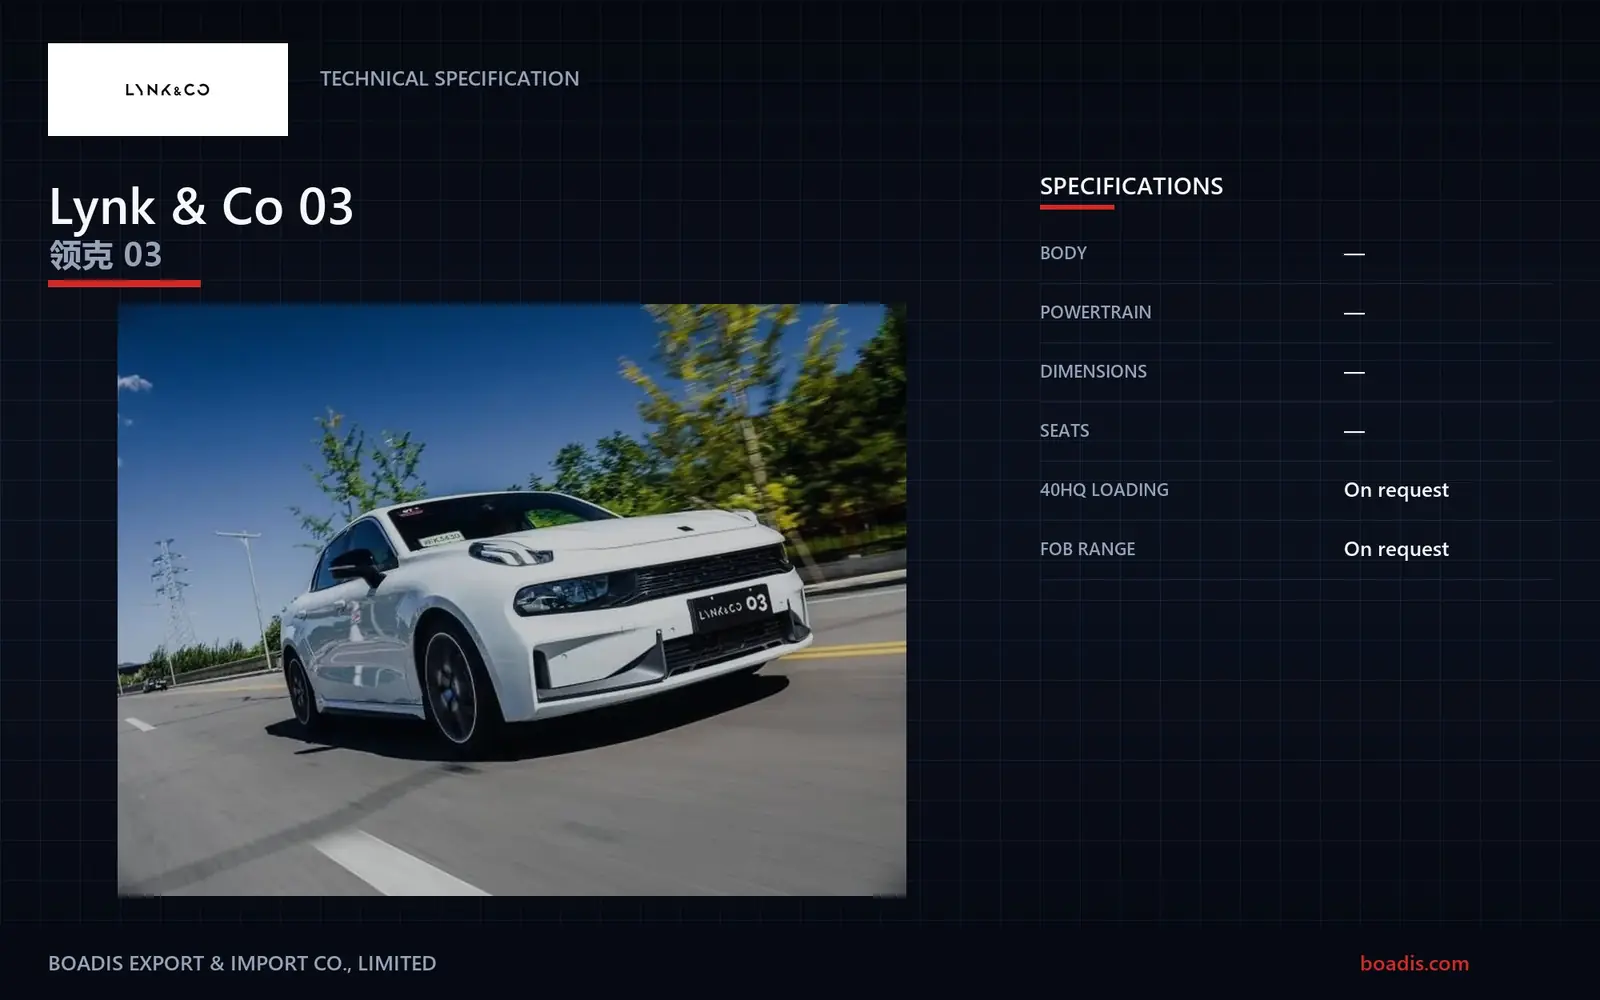 LYNK&CO
TECHNICAL SPECIFICATION
Lynk & Co 03
领克 03
LYNK&CO 03
SPECIFICATIONS
BODY —
POWERTRAIN —
DIMENSIONS —
SEATS —
40HQ LOADING On request
FOB RANGE On request
BOADIS EXPORT & IMPORT CO., LIMITED
boadis.com